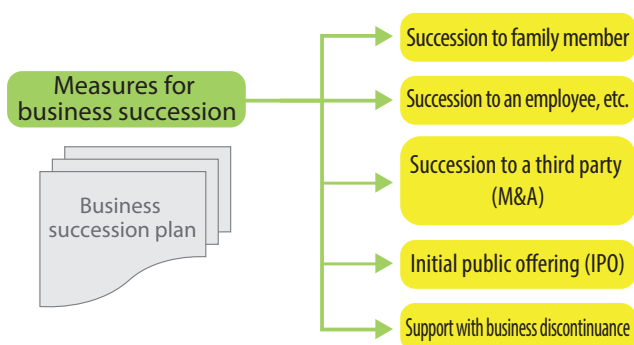 Measures for
business succession
Business
succession plan
Succession to family member
Succession to an employee, etc.
Succession to a third party
(M&A)
Initial public offering (IPO)
Support with business discontinuance